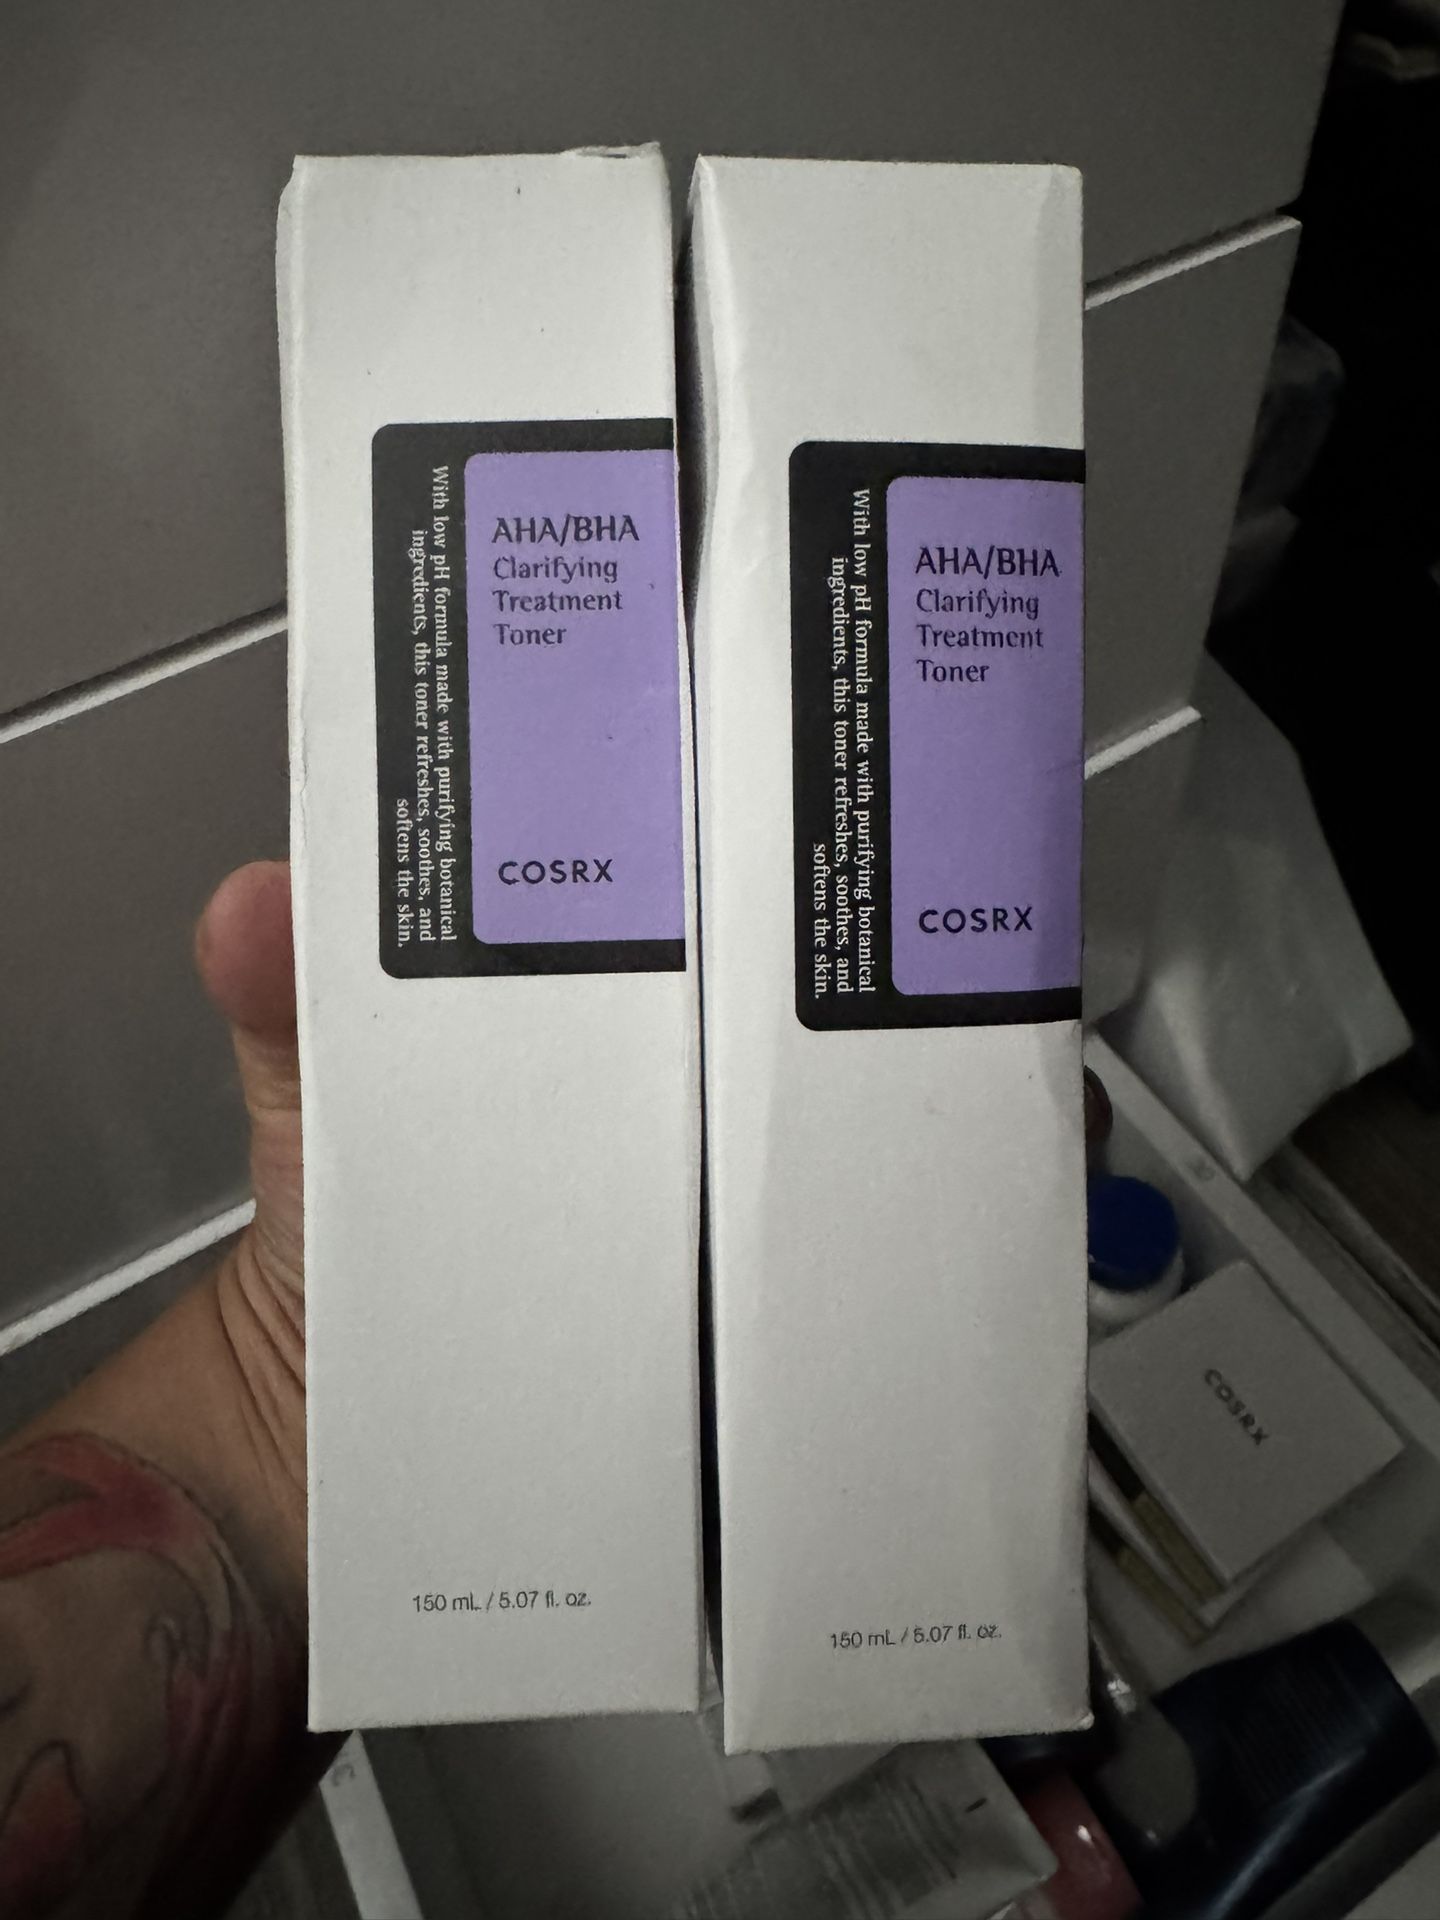 AHA/BHA
Clarifying
Treatment
Toner
COSRX
With low pH formula made with purifying botanical
ingredients, this toner refreshes, soothes, and
softens the skin.
150 mL / 5.07 fl. oz.
AHA/BHA
Clarifying
Treatment
Toner
COSRX
With low pH formula made with purifying botanical
ingredients, this toner refreshes, soothes, and
softens the skin.
150 mL / 5.07 fl. oz.
COSRX